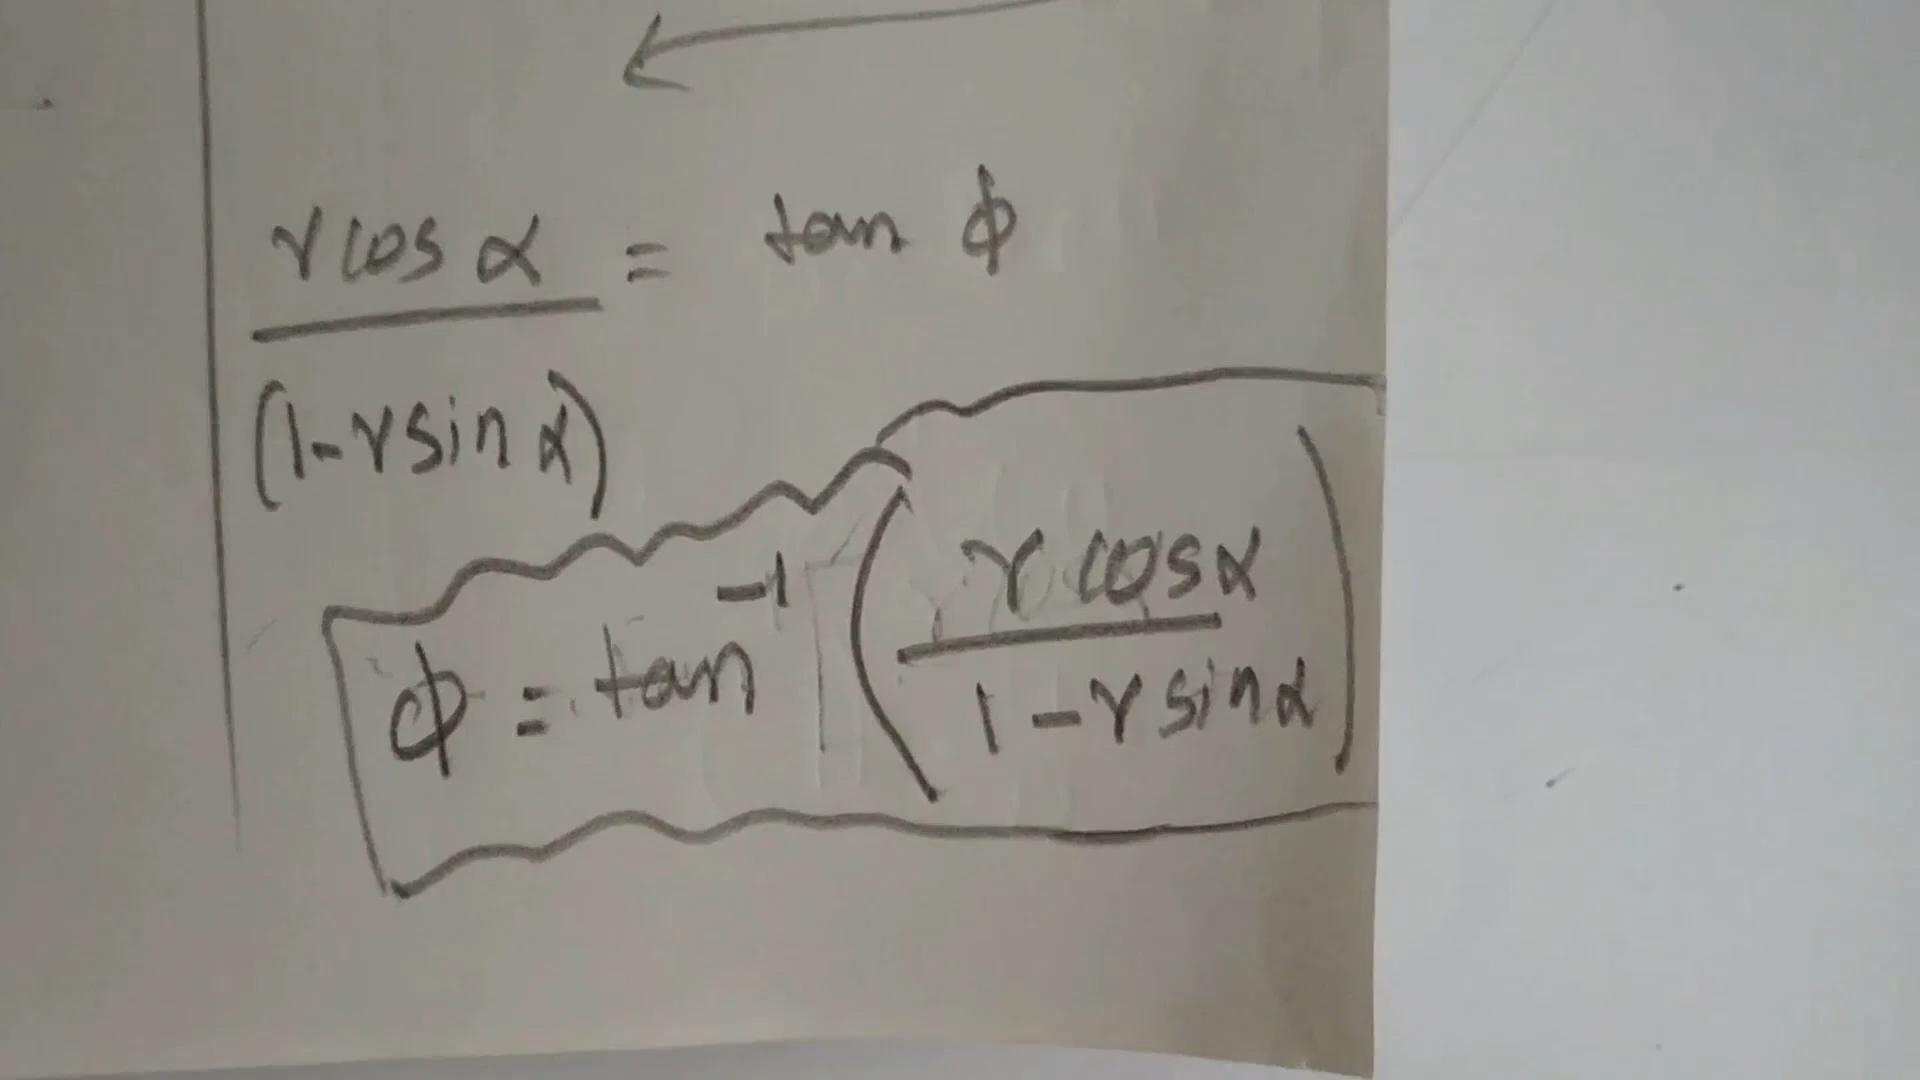 r cos α / (1 - r sin α) = tan ϕ
ϕ = tan⁻¹ (r cos α / 1 - r sin α)